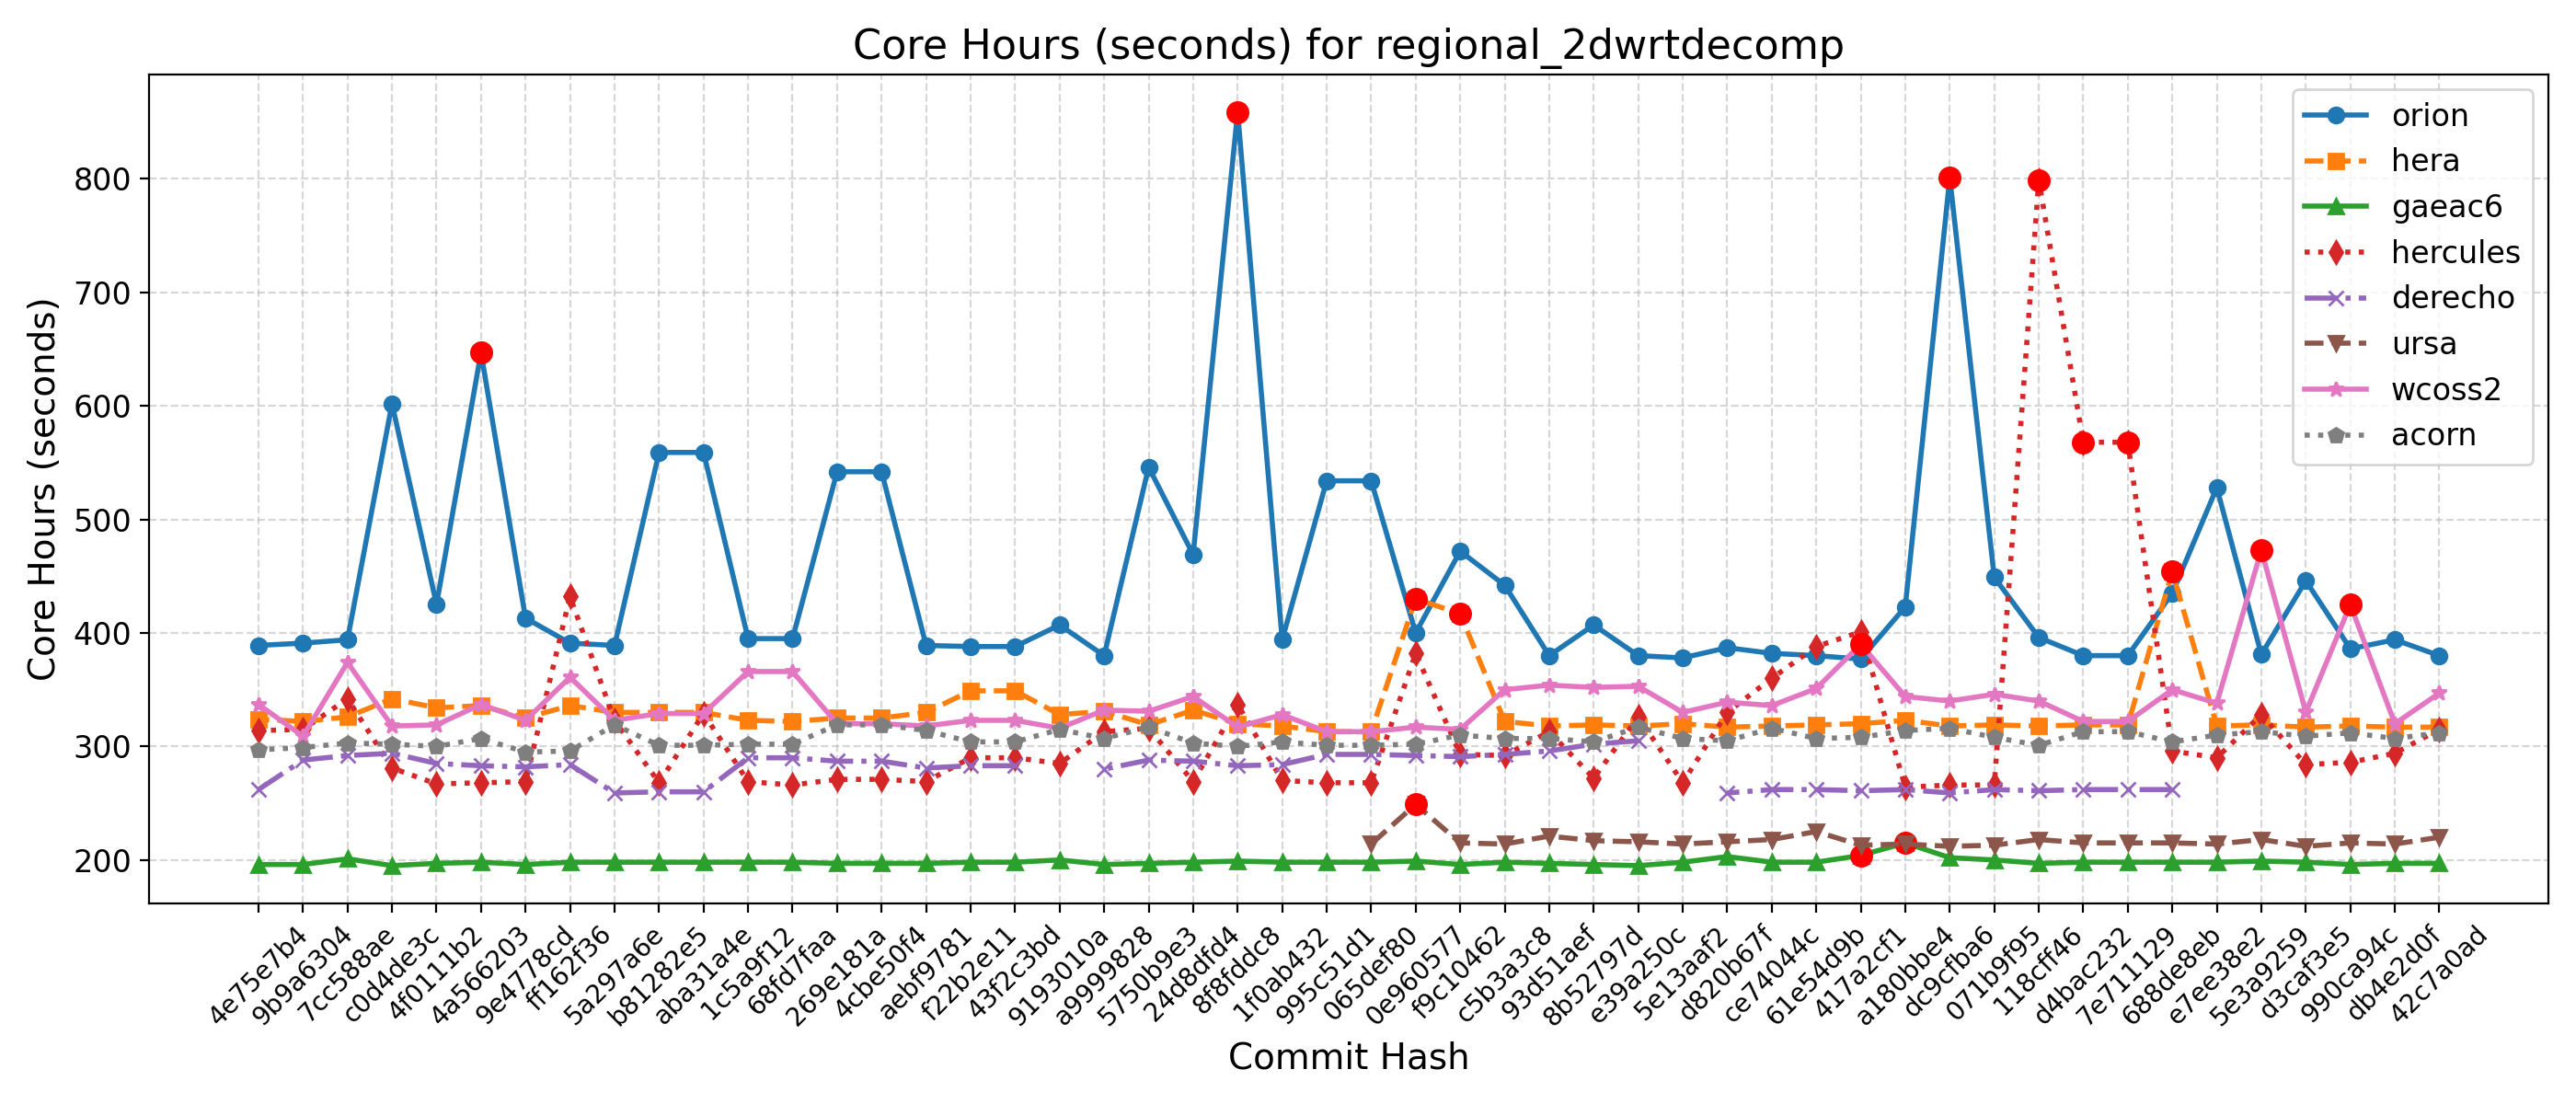 Core Hours (seconds) for regional_2dwrtdecomp
Core Hours (seconds)
800
700
600
500
400
300
200
orion
hera
gaeac6
hercules
derecho
ursa
wcoss2
acorn
4e75e7b4
9b9a6304
7cc588ae
c0d4de3c
4f0111b2
4a566203
9e4778cd
ff162f36
5a297a6e
b81282e5
aba31a4e
1c5a9f12
68fd7faa
269e181a
4cbe50f4
aebf9781
f22b2e11
43f2c3bd
9193010a
a9999828
5750b9e3
24d8dfd4
8f8fddc8
1f0ab432
995c51d1
065def80
0e960577
f9c10462
c5b3a3c8
93d51aef
8b52797d
e39a250c
5e13aaf2
d820b67f
ce74044c
61e54d9b
417a2cf1
a180bbe4
dc9cfba6
071b9f95
118cff46
d4bac232
7e711129
688de8eb
e7ee38e2
5e3a9259
d3caf3e5
990ca94c
db4e2d0f
42c7a0ad
Commit Hash